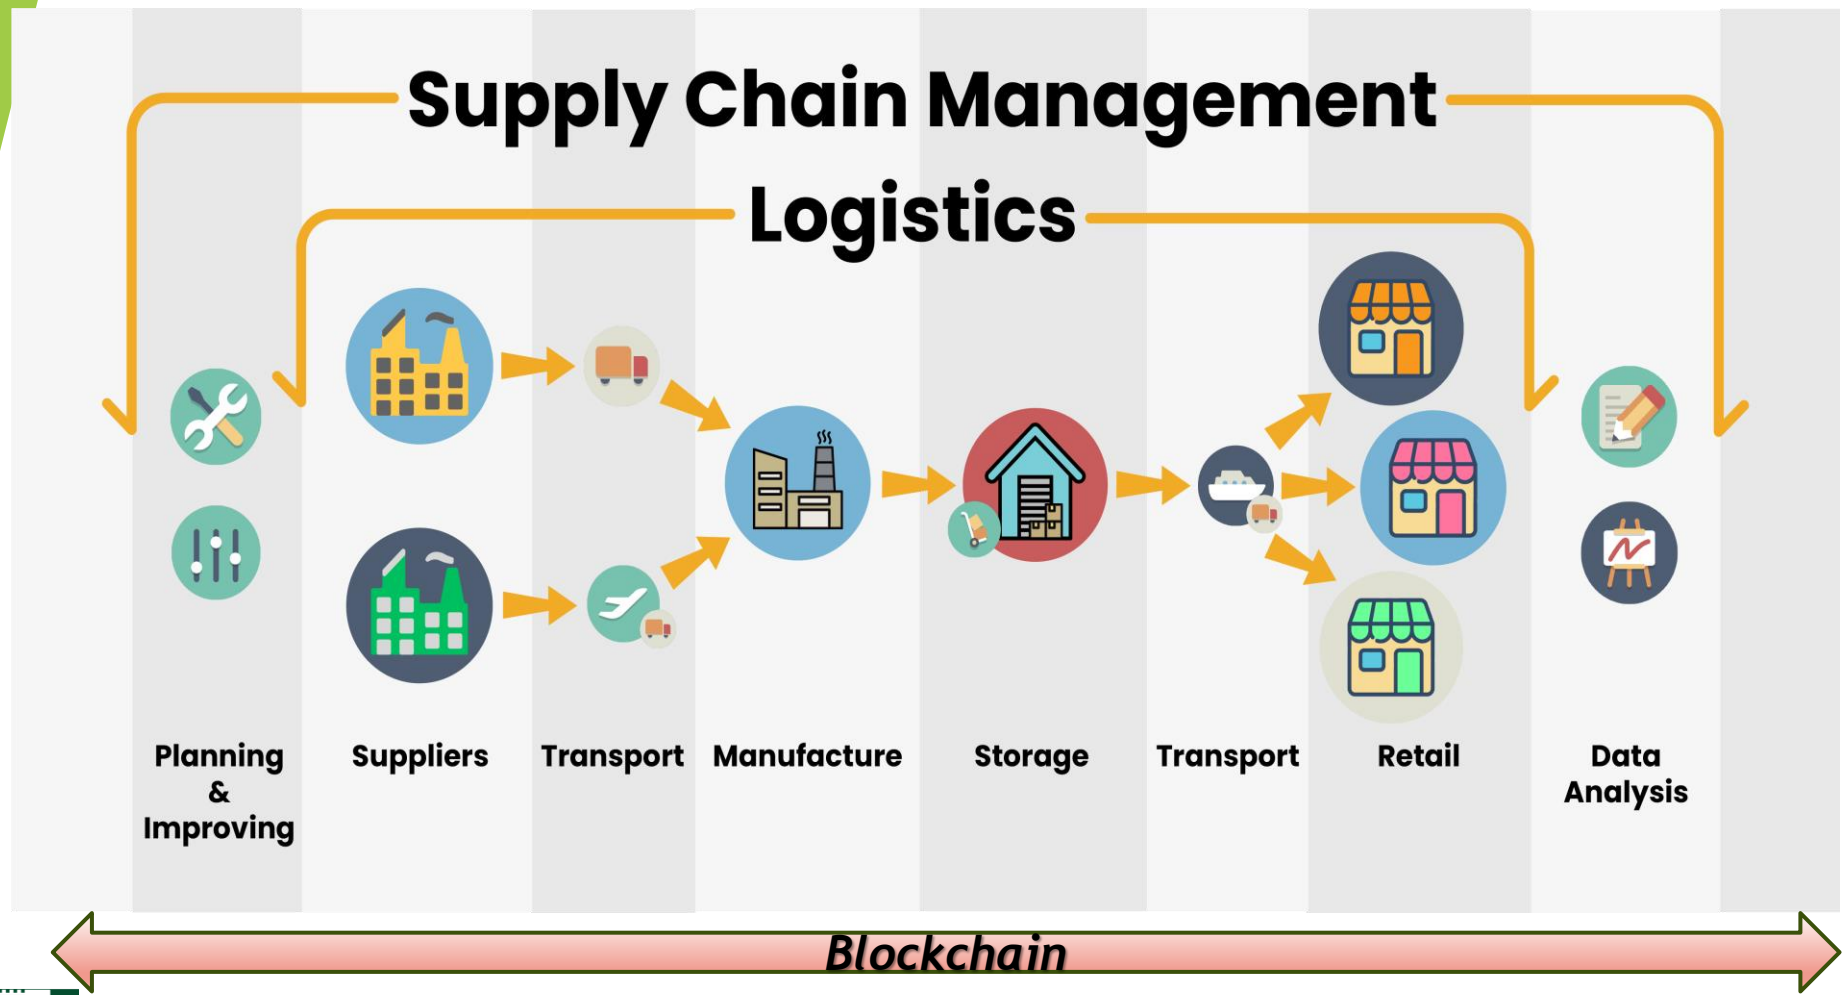 Supply Chain Management
Logistics
Planning
&
Improving
Suppliers
Transport
Manufacture
Storage
Transport
Retail
Data
Analysis
Blockchain